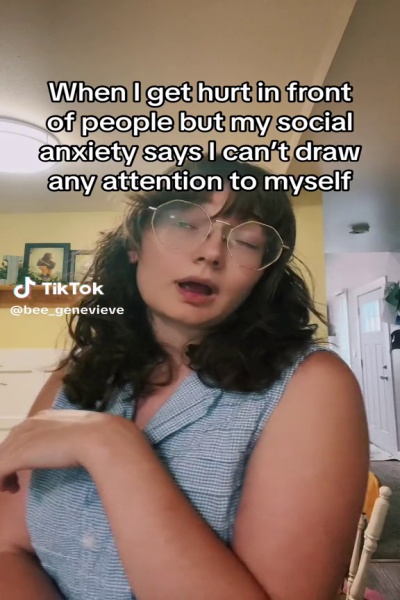 When I get hurt in front
of people but my social
anxiety says I can't draw
any attention to myself
TikTok
@bee_genevieve